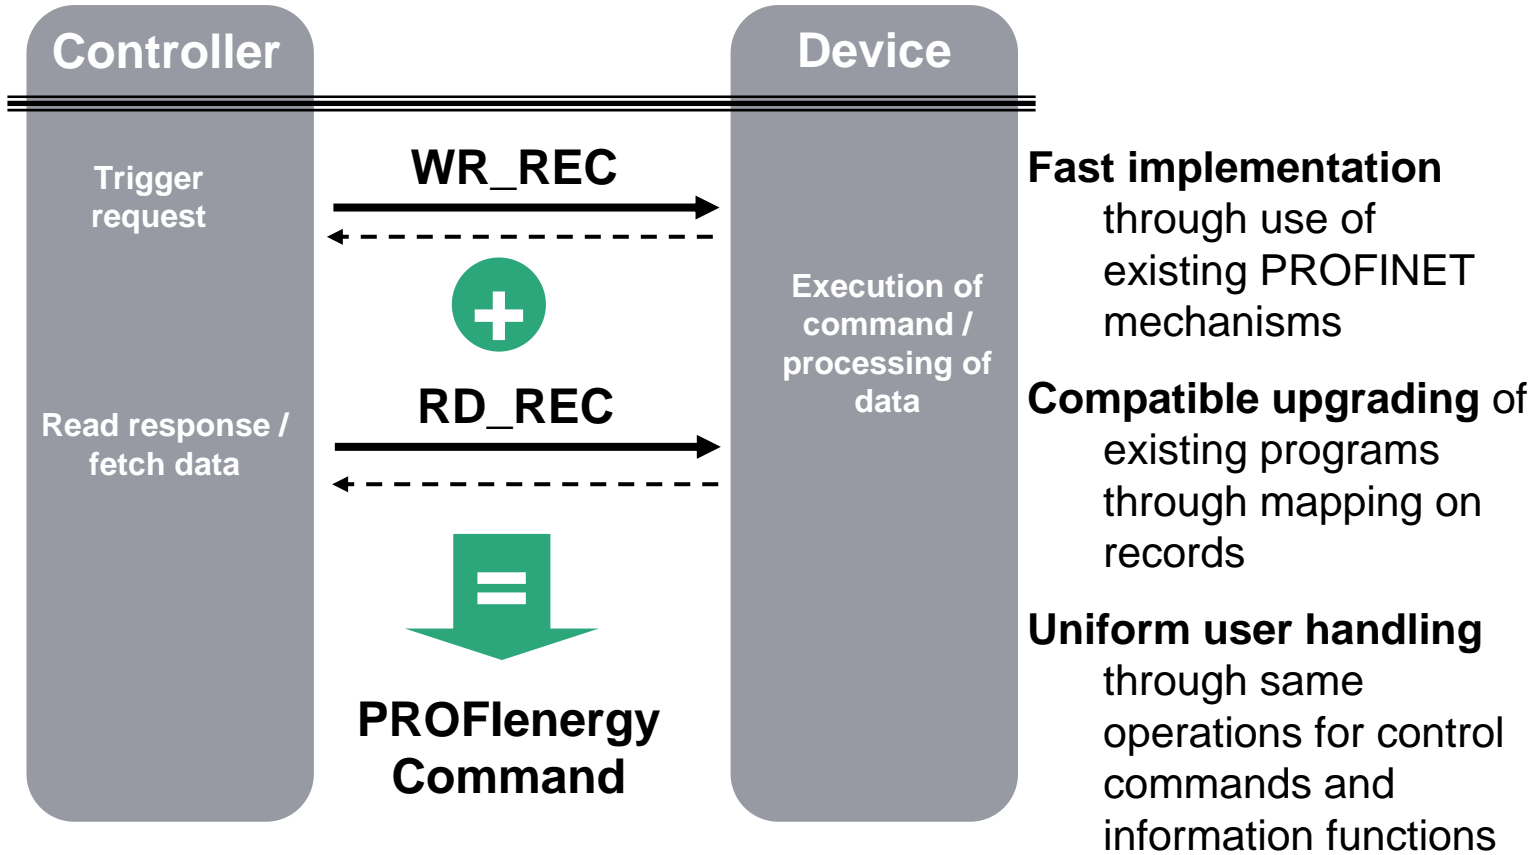 Controller
Device
Trigger
request
WR_REC
+
Execution of
command /
processing of
data
Read response /
fetch data
RD_REC
=
PROFIenergy
Command
Fast implementation
through use of
existing PROFINET
mechanisms
Compatible upgrading of
existing programs
through mapping on
records
Uniform user handling
through same
operations for control
commands and
information functions